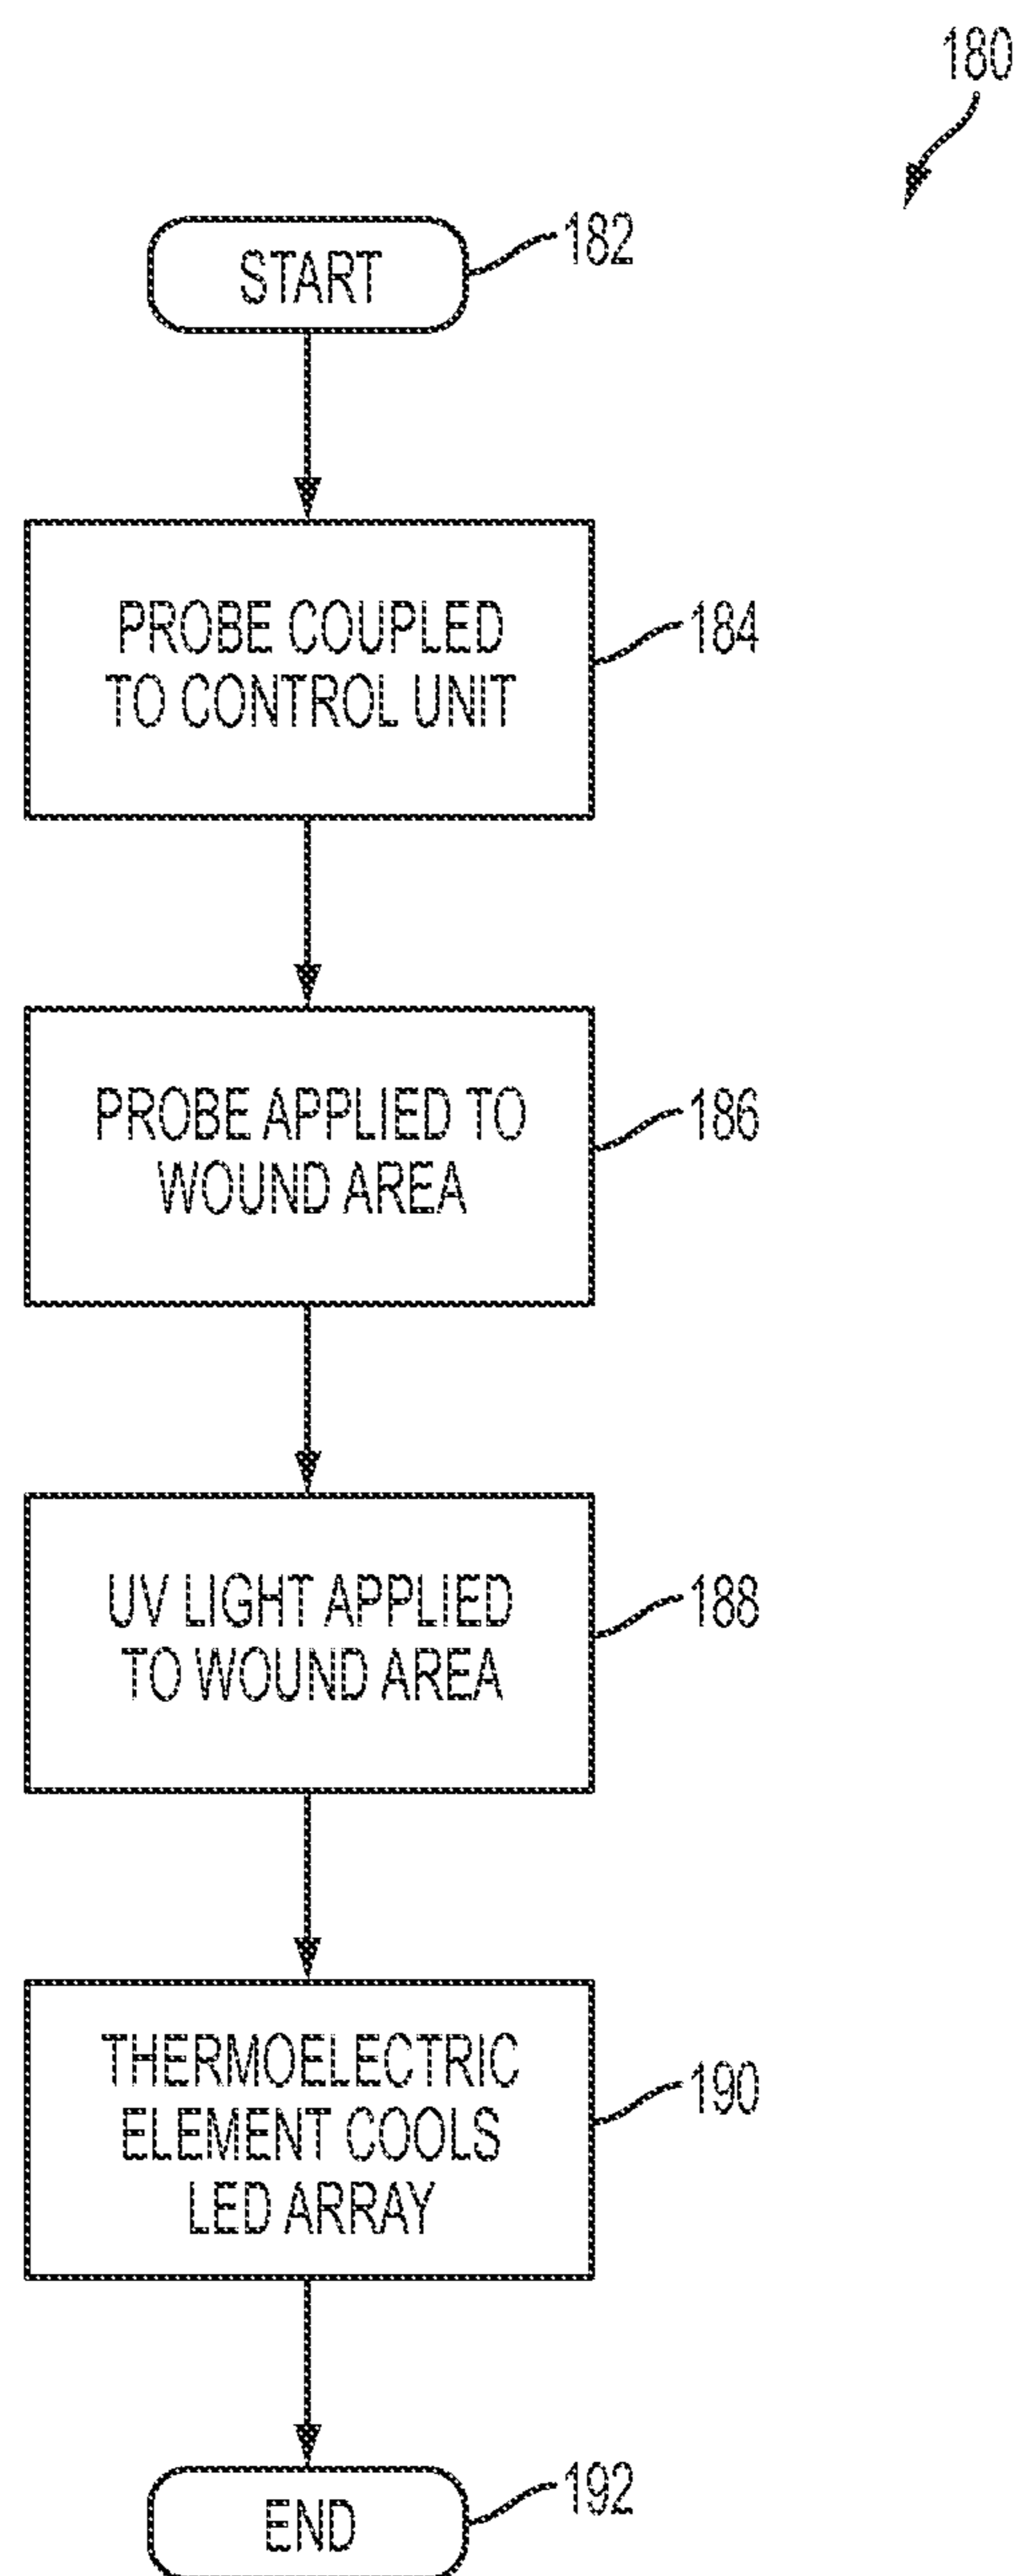 180
START
182
PROBE COUPLED
TO CONTROL UNIT
184
PROBE APPLIED TO
WOUND AREA
186
UV LIGHT APPLIED
TO WOUND AREA
188
THERMOELECTRIC
ELEMENT COOLS
LED ARRAY
190
END
192